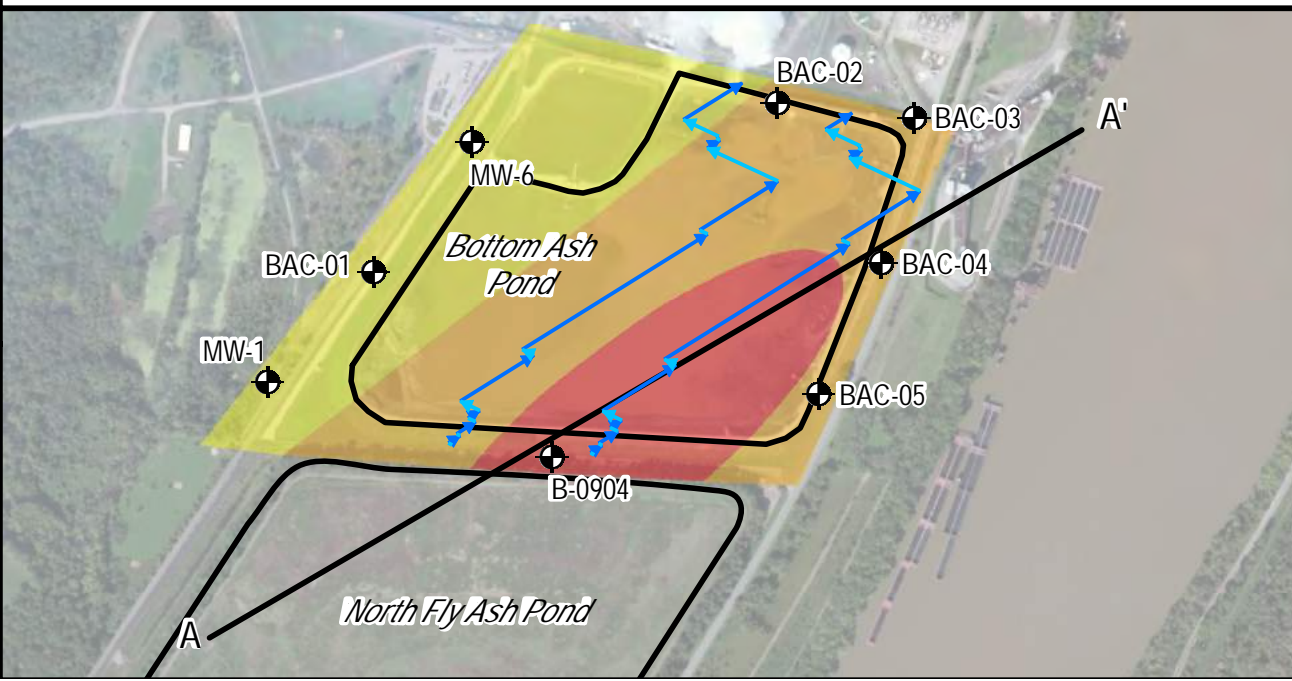 BAC-02
A'
BAC-03
MW-6
Bottom Ash
Pond
BAC-01
BAC-04
MW-1
BAC-05
B-0904
North Fly Ash Pond
A